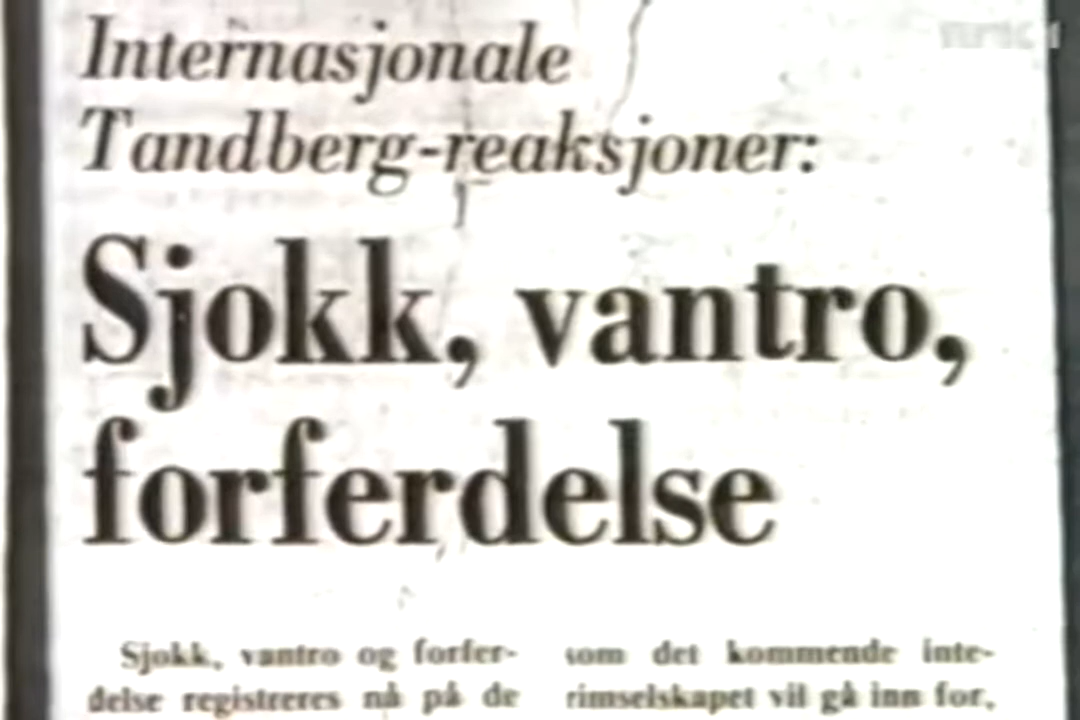 Internasjonale
Tandberg-reaksjoner:
Sjokk, vantro,
forferdelse
Sjokk, vantro og forfer-
delse registreres nå på de
som det kommende inte-
rimselskapet vil gå inn for,